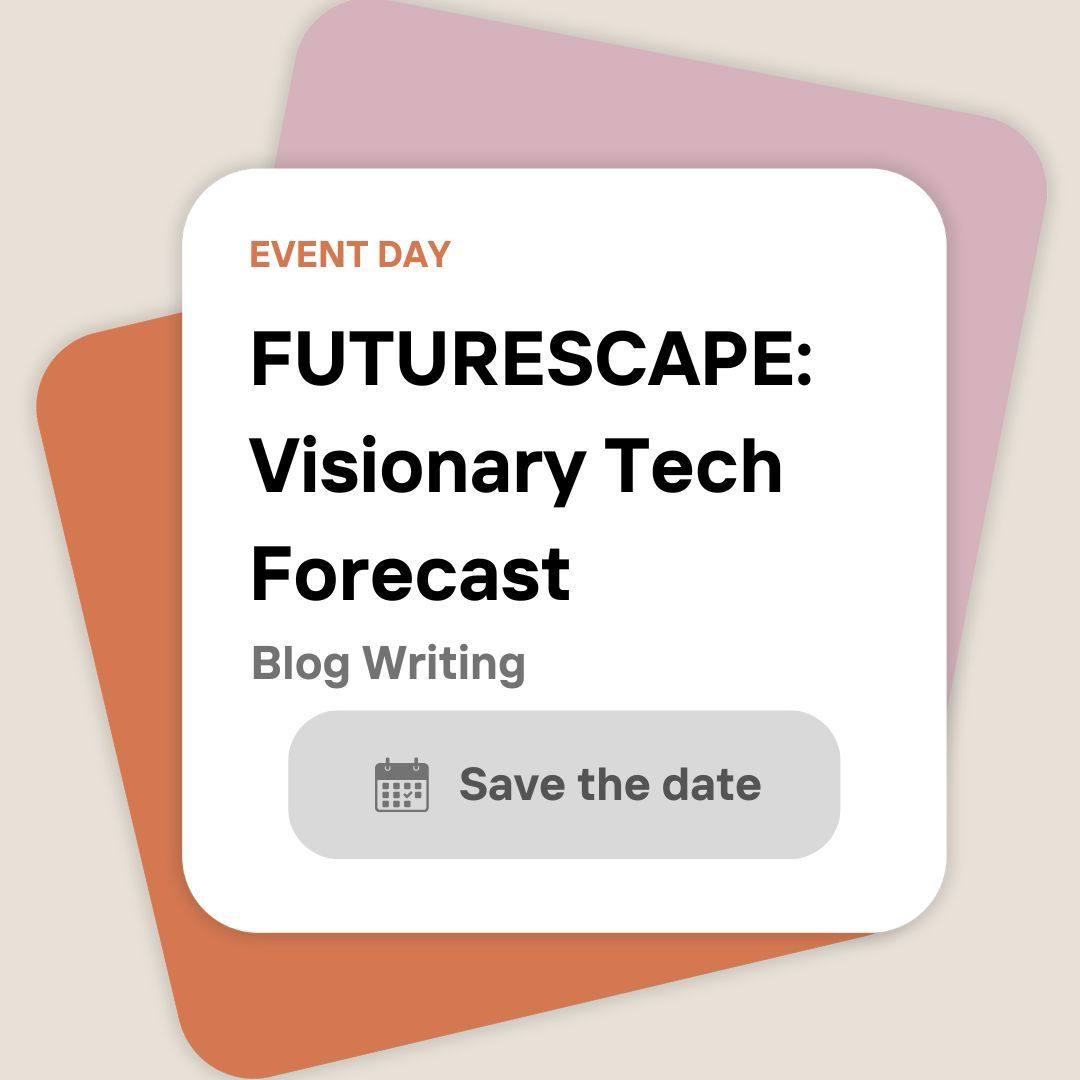 EVENT DAY
FUTURESCAPE:
Visionary Tech
Forecast
Blog Writing
Save the date